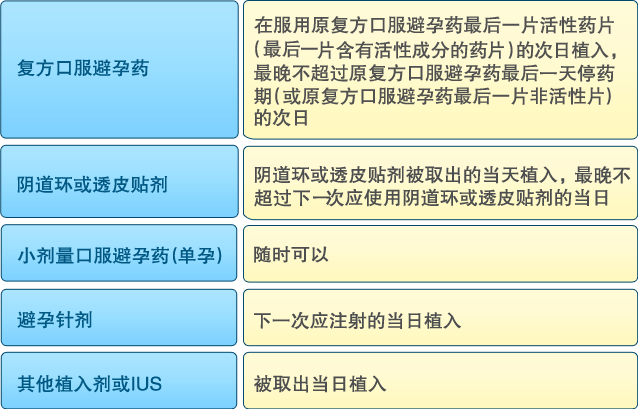 复方口服避孕药
在服用原复方口服避孕药最后一片活性药片
(最后一片含有活性成分的药片)的次日植入，
最晚不超过原复方口服避孕药最后一天停药
期(或原复方口服避孕药最后一片非活性片)
的次日
阴道环或透皮贴剂
阴道环或透皮贴剂被取出的当天植入，最晚不
超过下一次应使用阴道环或透皮贴剂的当日
小剂量口服避孕药(单孕)
随时可以
避孕针剂
下一次应注射的当日植入
其他植入剂或IUS
被取出当日植入